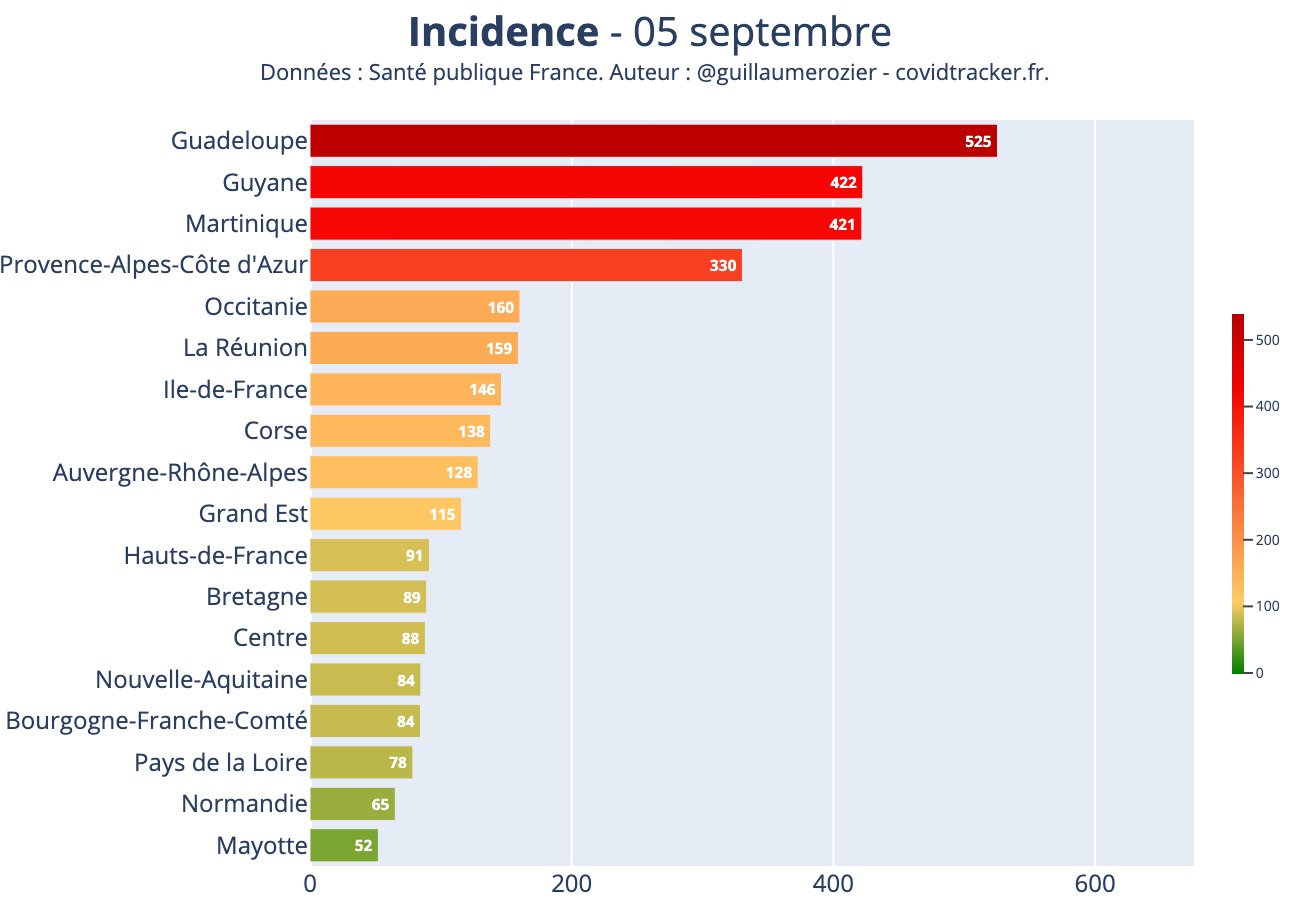 Incidence - 05 septembre
Données : Santé publique France. Auteur : @guillaumerozier - covidtracker.fr.
Guadeloupe 525
Guyane 422
Martinique 421
Provence-Alpes-Côte d'Azur 330
Occitanie 160
La Réunion 159
Ile-de-France 146
Corse 138
Auvergne-Rhône-Alpes 128
Grand Est 115
Hauts-de-France 91
Bretagne 89
Centre 88
Nouvelle-Aquitaine 84
Bourgogne-Franche-Comté 84
Pays de la Loire 78
Normandie 65
Mayotte 52
0 200 400 600
500
400
300
200
100
0